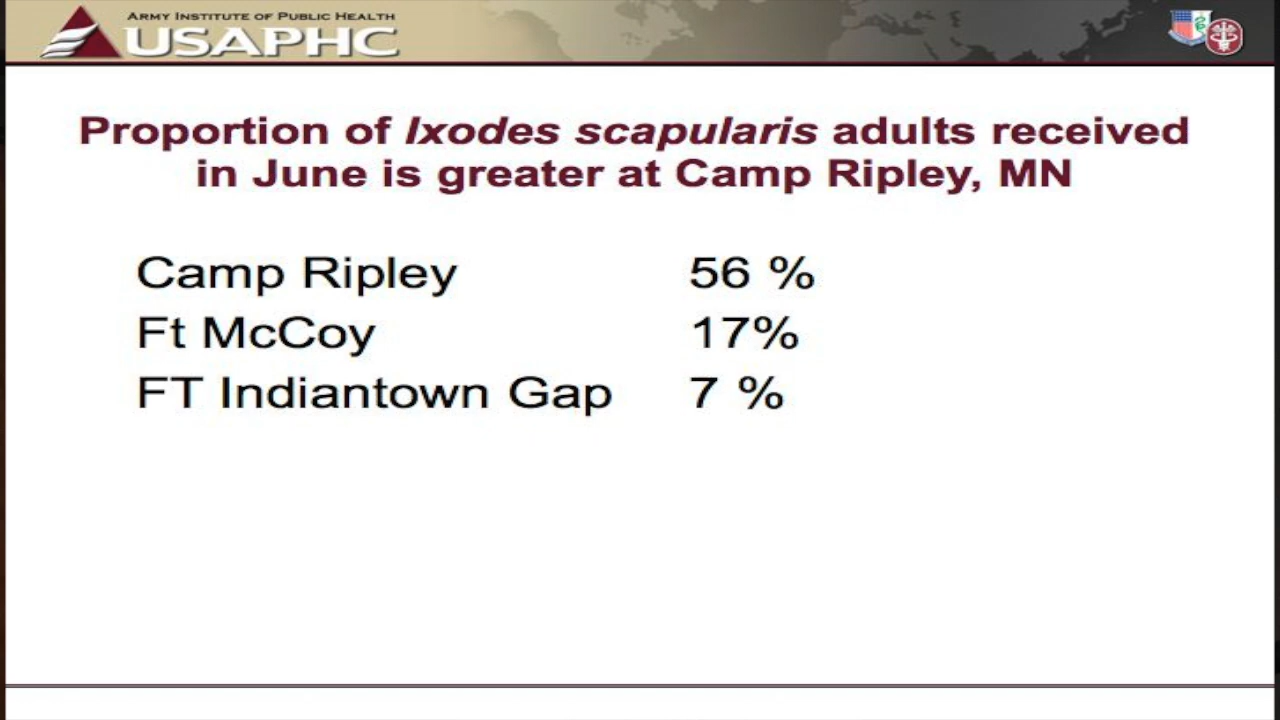 ARMY INSTITUTE OF PUBLIC HEALTH
USAPHC
Proportion of Ixodes scapularis adults received
in June is greater at Camp Ripley, MN
Camp Ripley 56 %
Ft McCoy 17%
FT Indiantown Gap 7 %